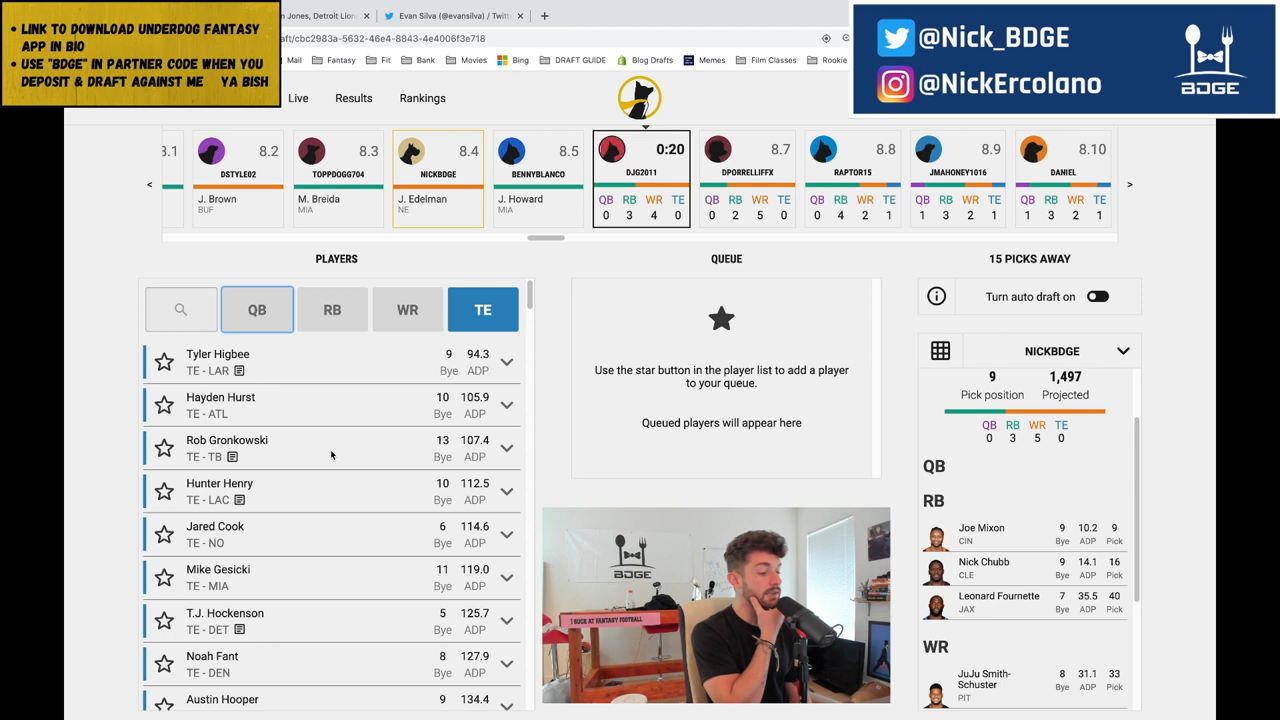 • LINK TO DOWNLOAD UNDERDOG FANTASY
APP IN BIO
• USE "BDGE" IN PARTNER CODE WHEN YOU
DEPOSIT & DRAFT AGAINST ME YA BISH
n Jones, Detroit Lion
Evan Silva (@evansilva) / Twitt
aft/cbc2983a-5632-46e4-8843-4e4006f3e718
Mail Fantasy Fit Bank Movies Bing DRAFT GUIDE Blog Drafts Memes Film Classes Rookie
@Nick_BDGE
@NickErcolano
BDGE
Live Results Rankings
8.1
8.2
DSTYLE02
J. Brown
BUF
8.3
TOPPDOGG704
M. Breida
MIA
8.4
NICKBDGE
J. Edelman
NE
8.5
BENNYBLANCO
J. Howard
MIA
0:20
DJG2011
QB RB WR TE
0 3 4 0
8.7
DPORRELLIFFX
QB RB WR TE
0 2 5 0
8.8
RAPTOR15
QB RB WR TE
0 4 2 1
8.9
JMAHONEY1016
QB RB WR TE
1 3 2 1
8.10
DANIEL
QB RB WR TE
1 3 2 1
< >
PLAYERS
QB RB WR TE
Tyler Higbee 9 94.3
TE - LAR Bye ADP
Hayden Hurst 10 105.9
TE - ATL Bye ADP
Rob Gronkowski 13 107.4
TE - TB Bye ADP
Hunter Henry 10 112.5
TE - LAC Bye ADP
Jared Cook 6 114.6
TE - NO Bye ADP
Mike Gesicki 11 119.0
TE - MIA Bye ADP
T.J. Hockenson 5 125.7
TE - DET Bye ADP
Noah Fant 8 127.9
TE - DEN Bye ADP
Austin Hooper 9 134.4
QUEUE
Use the star button in the player list to add a player
to your queue.
Queued players will appear here
BDGE
I SUCK AT FANTASY FOOTBALL
15 PICKS AWAY
Turn auto draft on
NICKBDGE
9 1,497
Pick position Projected
QB RB WR TE
0 3 5 0
QB
RB
Joe Mixon 9 10.2 9
CIN Bye ADP Pick
Nick Chubb 9 14.1 16
CLE Bye ADP Pick
Leonard Fournette 7 35.5 40
JAX Bye ADP Pick
WR
JuJu Smith-
Schuster 8 31.1 33
PIT Bye ADP Pick